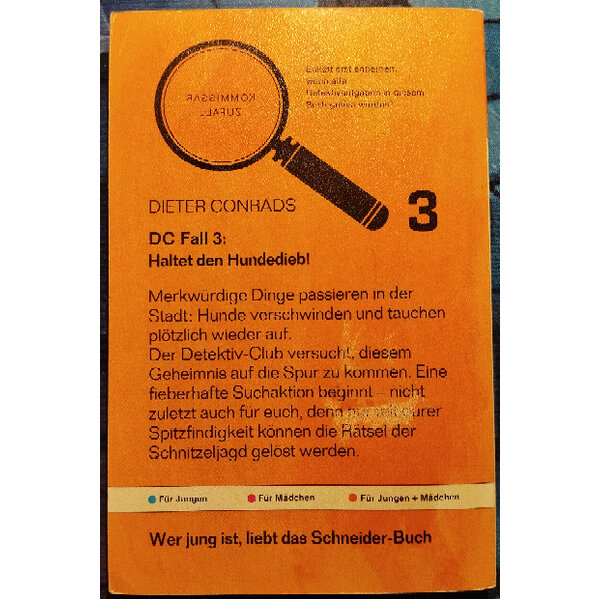 KOMMISSAR
ZUFALL
Etikett erst entfernen,
wenn alle
Detektivaufgaben in diesem
Buch gelöst wurden!
DIETER CONRADS
3
DC Fall 3:
Haltet den Hundedieb!
Merkwürdige Dinge passieren in der
Stadt: Hunde verschwinden und tauchen
plötzlich wieder auf.
Der Detektiv-Club versucht, diesem
Geheimnis auf die Spur zu kommen. Eine
fieberhafte Suchaktion beginnt – nicht
zuletzt auch für euch, denn nur mit eurer
Spitzfindigkeit können die Rätsel der
Schnitzeljagd gelöst werden.
Für Jungen
Für Mädchen
Für Jungen + Mädchen
Wer jung ist, liebt das Schneider-Buch